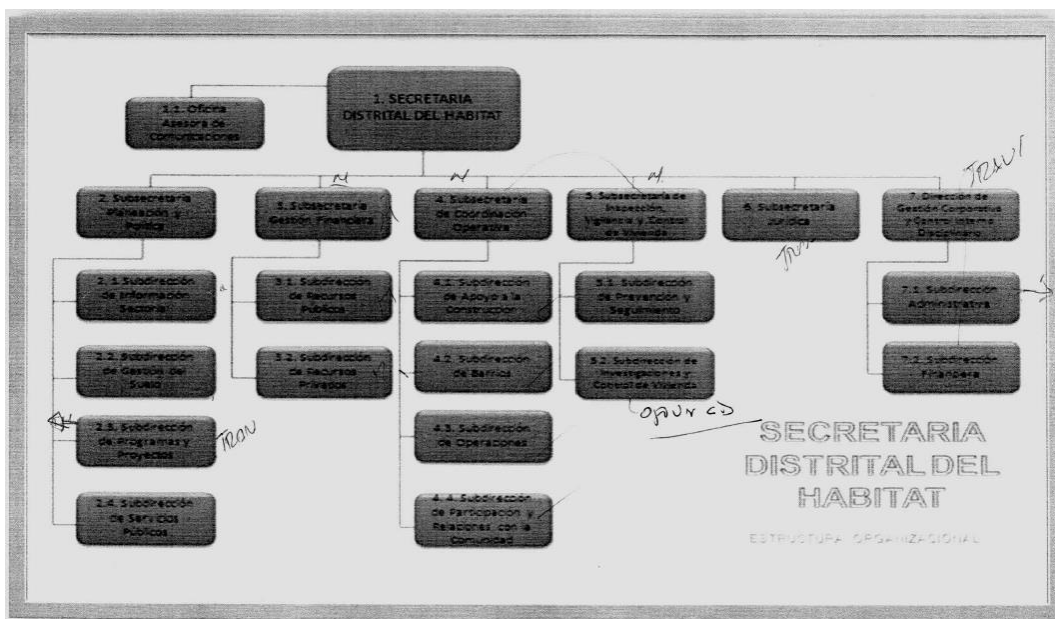 1. SECRETARIA
DISTRITAL DEL HABITAT
1.1. Oficina
Asesora de
Comunicaciones
2. Subsecretaría
Planeación y
Política
3. Subsecretaría
Gestión Financiera
4. Subsecretaría
de Coordinación
Operativa
5. Subsecretaría de
Inspección,
Vigilancia y Control
de Vivienda
6. Subsecretaría
Jurídica
7. Dirección de
Gestión Corporativa
y Control Interno
Disciplinario
2.1. Subdirección
de Información
Sectorial
2.2. Subdirección
de Gestión del
Suelo
2.3. Subdirección
de Programas y
Proyectos
2.4. Subdirección
de Servicios
Públicos
3.1. Subdirección
de Recursos
Públicos
3.2. Subdirección
de Recursos
Privados
4.1. Subdirección
de Apoyo a la
Construcción
4.2. Subdirección
de Barrios
4.3. Subdirección
de Operaciones
4.4. Subdirección
de Participación y
Relaciones con la
Comunidad
5.1. Subdirección
de Prevención y
Seguimiento
5.2. Subdirección de
Investigaciones y
Control de Vivienda
7.1. Subdirección
Administrativa
7.2. Subdirección
Financiera
SECRETARIA
DISTRITAL DEL
HABITAT
ESTRUCTURA ORGANIZACIONAL